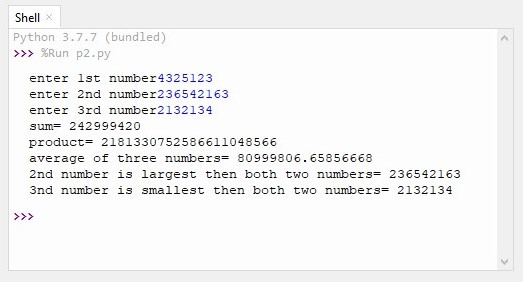 Shell ×
Python 3.7.7 (bundled)
>>> %Run p2.py
enter 1st number4325123
enter 2nd number236542163
enter 3rd number2132134
sum= 242999420
product= 2181330752586611048566
average of three numbers= 80999806.65856668
2nd number is largest then both two numbers= 236542163
3nd number is smallest then both two numbers= 2132134
>>>